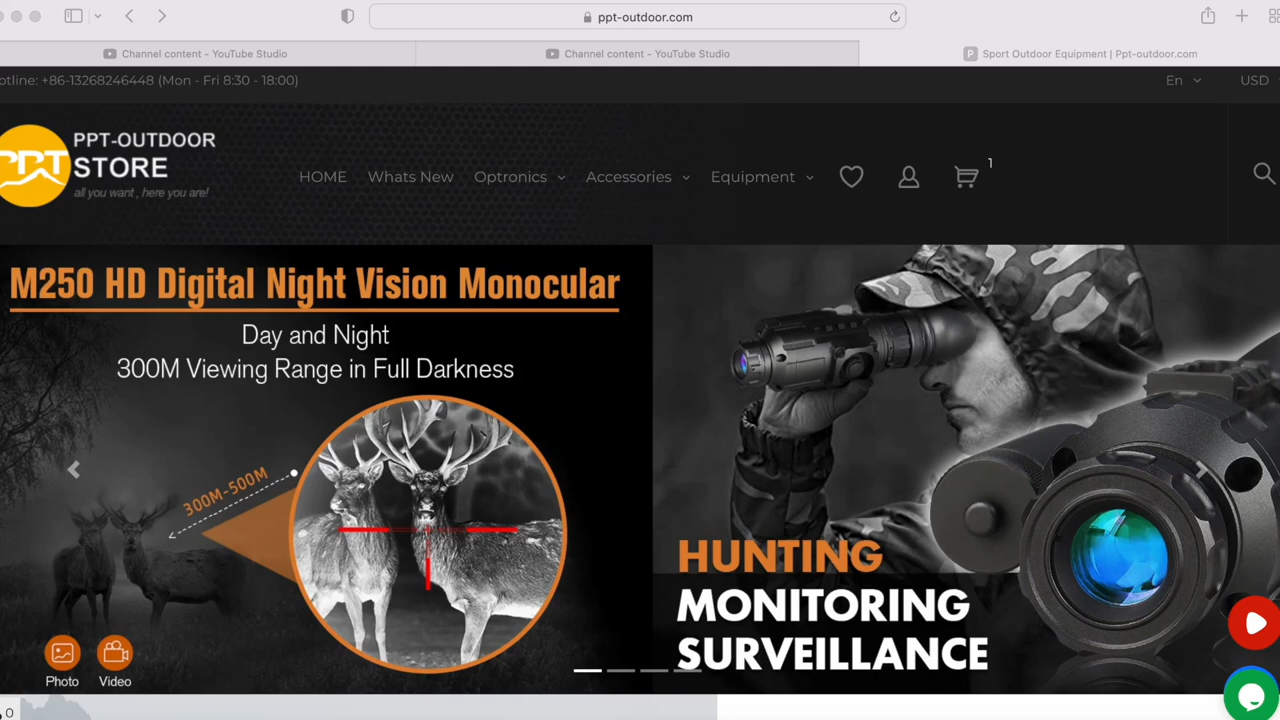 ppt-outdoor.com
Channel content - YouTube Studio
Channel content - YouTube Studio
P Sport Outdoor Equipment | Ppt-outdoor.com
otline: +86-13268246448 (Mon - Fri 8:30 - 18:00)
En
USD
PPT
PPT-OUTDOOR
STORE
all you want , here you are!
HOME
Whats New
Optronics
Accessories
Equipment
1
M250 HD Digital Night Vision Monocular
Day and Night
300M Viewing Range in Full Darkness
300M-500M
HUNTING
MONITORING
SURVEILLANCE
Photo
Video
0